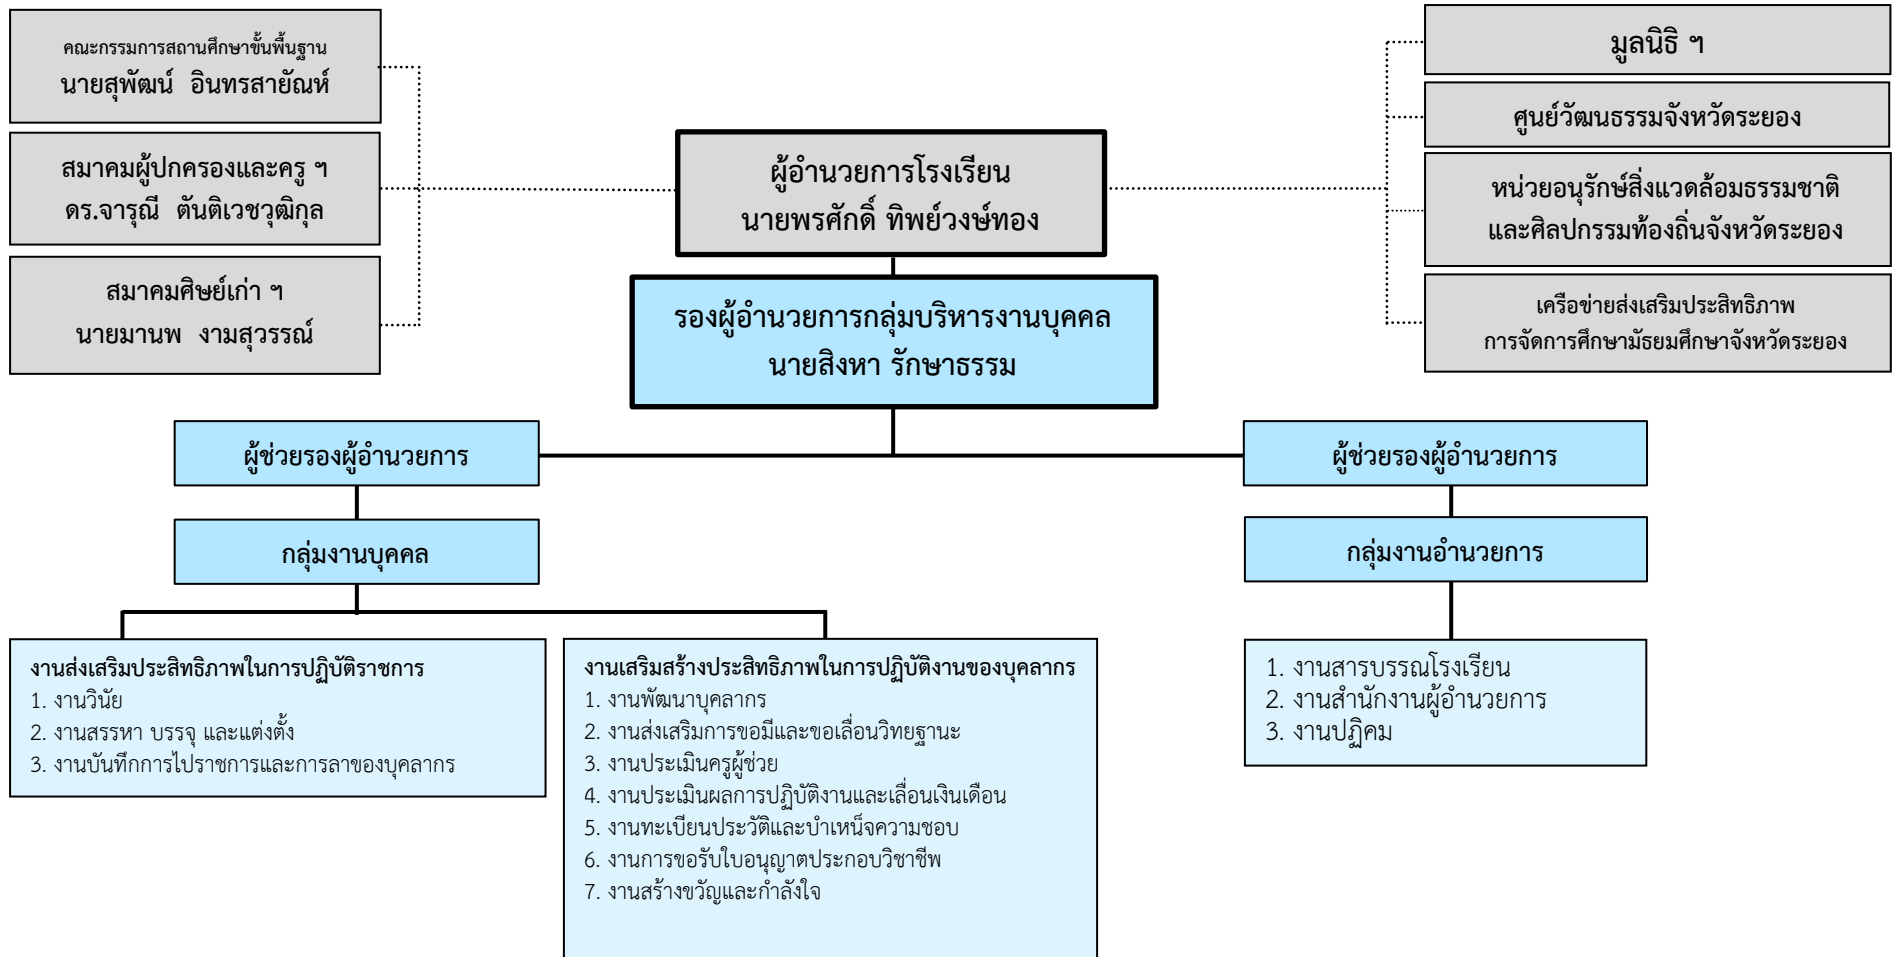 คณะกรรมการสถานศึกษาขั้นพื้นฐาน
นายสุพัฒน์ อินทรสายัณห์
สมาคมผู้ปกครองและครู ฯ
ดร.จารุณี ตันติเวชวุฒิกุล
สมาคมศิษย์เก่า ฯ
นายมานพ งามสุวรรณ์
ผู้อำนวยการโรงเรียน
นายพรศักดิ์ ทิพย์วงษ์ทอง
มูลนิธิ ฯ
ศูนย์วัฒนธรรมจังหวัดระยอง
หน่วยอนุรักษ์สิ่งแวดล้อมธรรมชาติ
และศิลปกรรมท้องถิ่นจังหวัดระยอง
เครือข่ายส่งเสริมประสิทธิภาพ
การจัดการศึกษามัธยมศึกษาจังหวัดระยอง
รองผู้อำนวยการกลุ่มบริหารงานบุคคล
นายสิงหา รักษาธรรม
ผู้ช่วยรองผู้อำนวยการ
ผู้ช่วยรองผู้อำนวยการ
กลุ่มงานบุคคล
กลุ่มงานอำนวยการ
งานส่งเสริมประสิทธิภาพในการปฏิบัติราชการ
1. งานวินัย
2. งานสรรหา บรรจุ และแต่งตั้ง
3. งานบันทึกการไปราชการและการลาของบุคลากร
งานเสริมสร้างประสิทธิภาพในการปฏิบัติงานของบุคลากร
1. งานพัฒนาบุคลากร
2. งานส่งเสริมการขอมีและขอเลื่อนวิทยฐานะ
3. งานประเมินครูผู้ช่วย
4. งานประเมินผลการปฏิบัติงานและเลื่อนเงินเดือน
5. งานทะเบียนประวัติและบำเหน็จความชอบ
6. งานการขอรับใบอนุญาตประกอบวิชาชีพ
7. งานสร้างขวัญและกำลังใจ
1. งานสารบรรณโรงเรียน
2. งานสำนักงานผู้อำนวยการ
3. งานปฏิคม